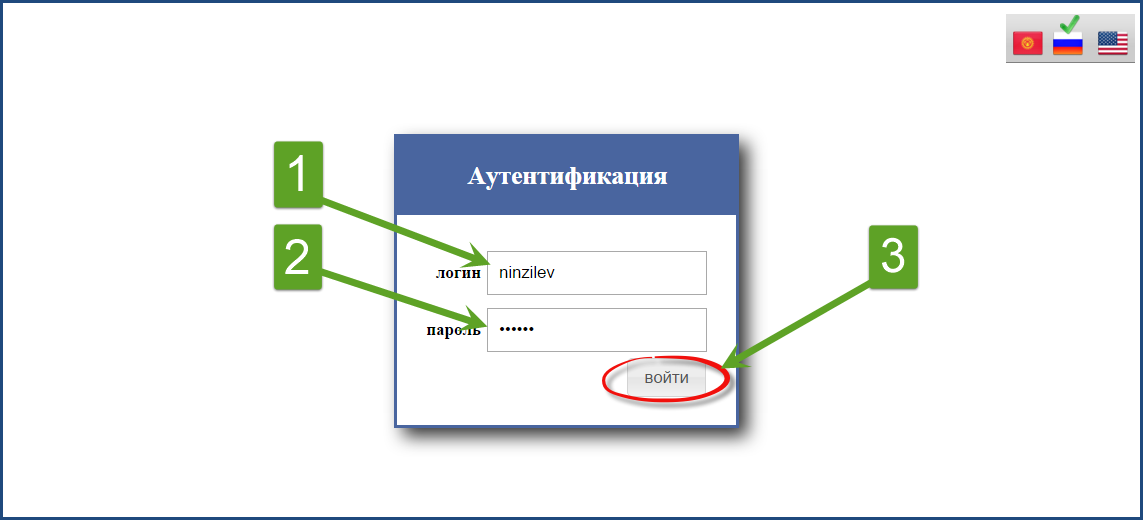 Аутентификация
1
логин ninzilev
2
пароль ••••••
3
войти